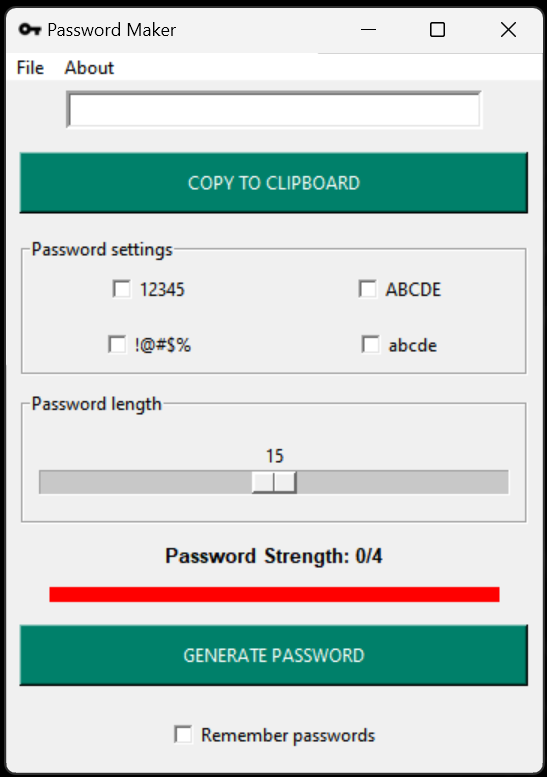 Password Maker
File About
COPY TO CLIPBOARD
Password settings
12345 ABCDE
!@#$% abcde
Password length
15
Password Strength: 0/4
GENERATE PASSWORD
Remember passwords